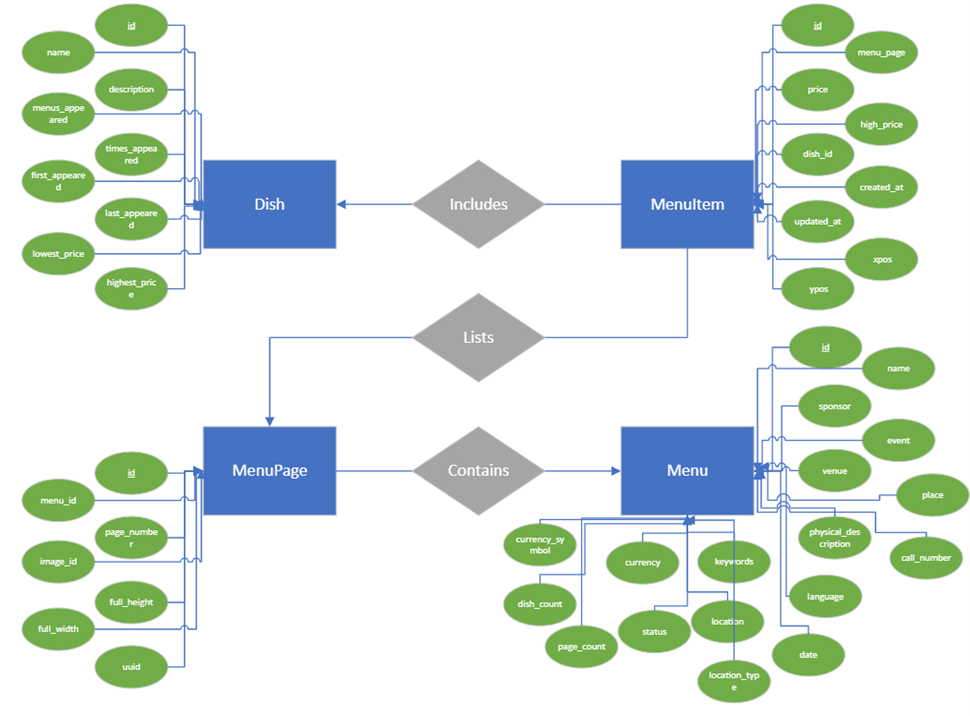 id
name
description
menus_appe
ared
times_appea
red
first_appeare
d
last_appeare
d
lowest_price
highest_pric
e
Dish
Includes
MenuItem
id
menu_page
price
high_price
dish_id
created_at
updated_at
xpos
ypos
Lists
id
menu_id
page_numbe
r
image_id
full_height
full_width
uuid
MenuPage
Contains
Menu
id
name
sponsor
event
venue
place
physical_des
cription
call_number
language
date
currency_sy
mbol
currency
keywords
dish_count
status
location
page_count
location_typ
e